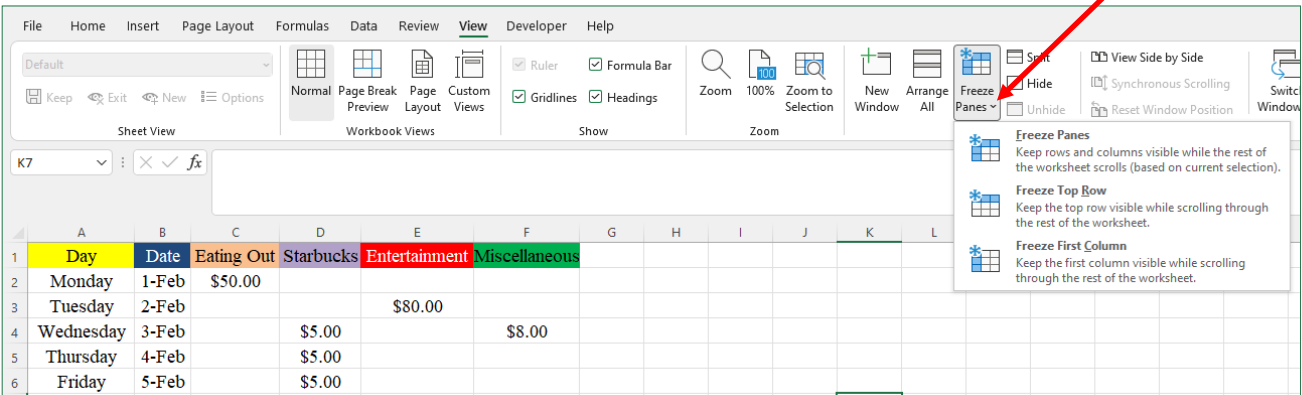 File Home Insert Page Layout Formulas Data Review View Developer Help
Default
Keep Exit New Options
Sheet View
Normal Page Break Preview Page Layout Custom Views
Workbook Views
Ruler Formula Bar
Gridlines Headings
Show
Zoom 100% Zoom to Selection
100
Zoom
New Window Arrange All Freeze Panes
Split
Hide
Unhide
View Side by Side
Synchronous Scrolling
Reset Window Position
Freeze Panes
Keep rows and columns visible while the rest of
the worksheet scrolls (based on current selection).
Freeze Top Row
Keep the top row visible while scrolling through
the rest of the worksheet.
Freeze First Column
Keep the first column visible while scrolling
through the rest of the worksheet.
K7 fx
A B C D E F G H I J K L
1 Day Date Eating Out Starbucks Entertainment Miscellaneous
2 Monday 1-Feb $50.00
3 Tuesday 2-Feb $80.00
4 Wednesday 3-Feb $5.00 $8.00
5 Thursday 4-Feb $5.00
6 Friday 5-Feb $5.00